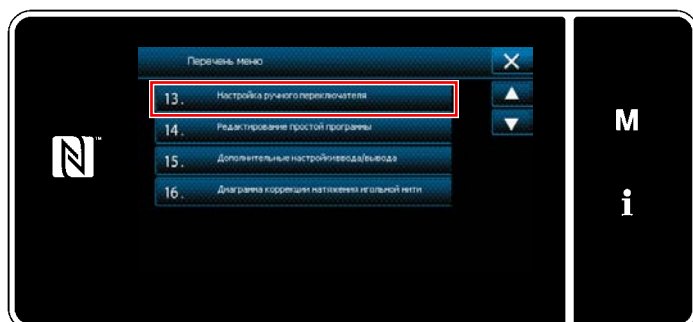 Перечень меню
13. Настройка ручного переключателя
14. Редактирование простой программы
15. Дополнительные настройки ввода/вывода
16. Диаграмма коррекции натяжения игольной нити
M
i